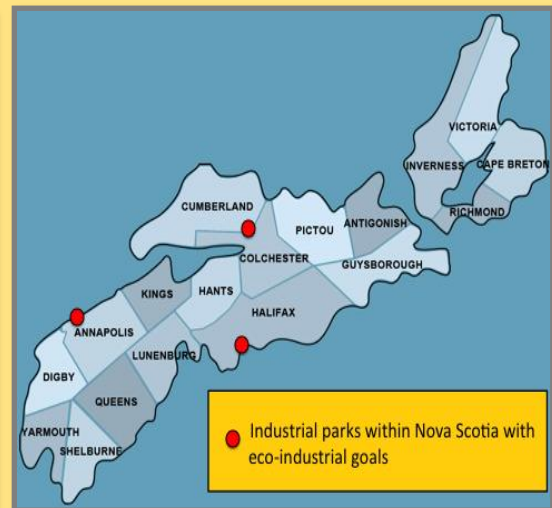 VICTORIA
INVERNESS
CAPE BRETON
RICHMOND
CUMBERLAND
PICTOU
ANTIGONISH
COLCHESTER
GUYSBOROUGH
KINGS
HANTS
HALIFAX
ANNAPOLIS
LUNENBURG
DIGBY
QUEENS
YARMOUTH
SHELBURNE
Industrial parks within Nova Scotia with
eco-industrial goals